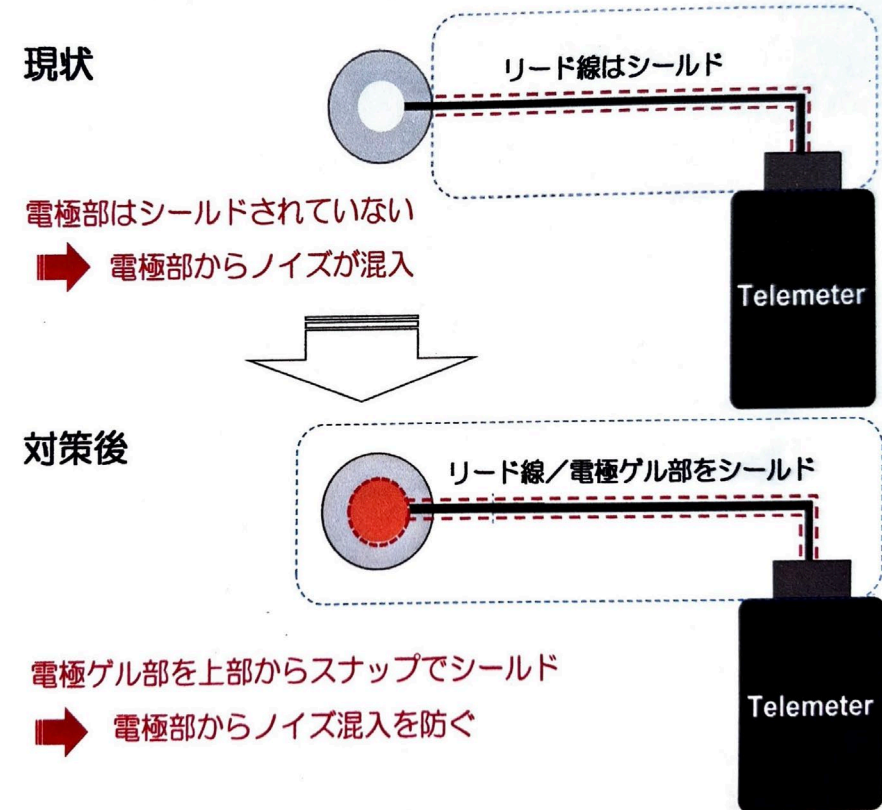 現状
リード線はシールド
電極部はシールドされていない
電極部からノイズが混入
Telemeter
対策後
リード線／電極ゲル部をシールド
電極ゲル部を上部からスナップでシールド
電極部からノイズ混入を防ぐ
Telemeter